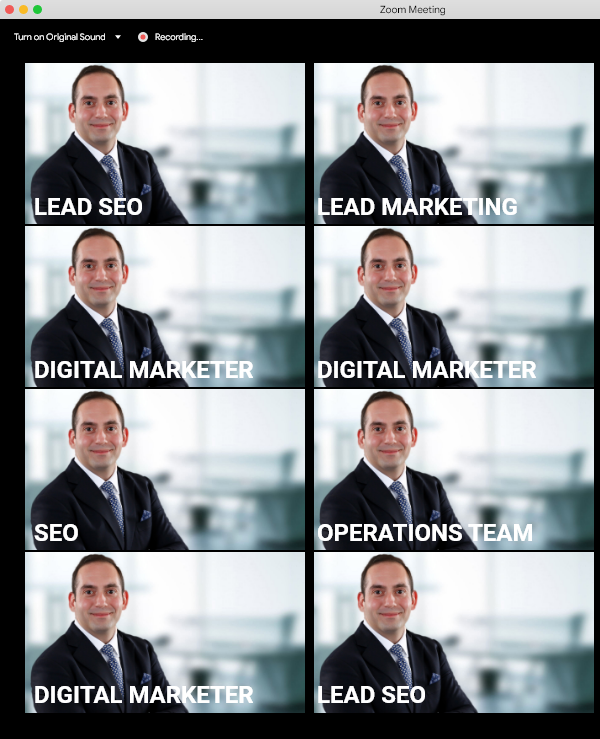 Zoom Meeting
Turn on Original Sound
Recording...
LEAD SEO
LEAD MARKETING
DIGITAL MARKETER
DIGITAL MARKETER
SEO
OPERATIONS TEAM
DIGITAL MARKETER
LEAD SEO